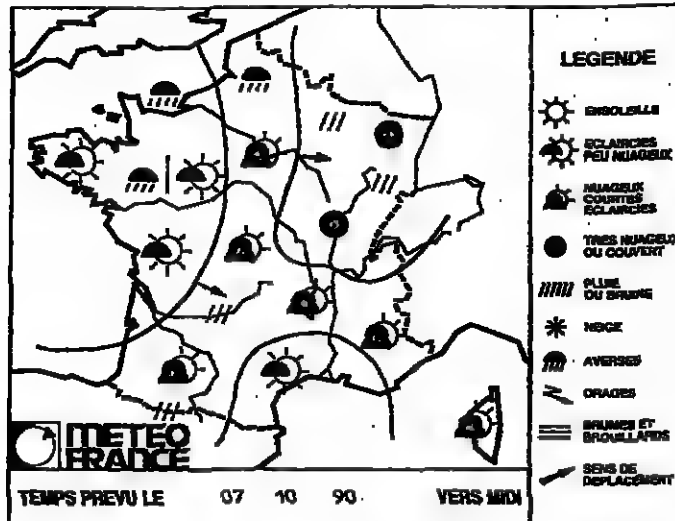 LEGENDE
ENSOLEILLE
ECLAIRCIES
PEU NUAGEUX
NUAGEUX
COURTES
ECLAIRCIES
TRES NUAGEUX
OU COUVERT
PLUIE
OU BRUINE
NEIGE
AVERSES
ORAGES
BRUMES ET
BROUILLARDS
SENS DE
DEPLACEMENT
METEO
FRANCE
TEMPS PREVU LE 07 10 90 VERS MIDI